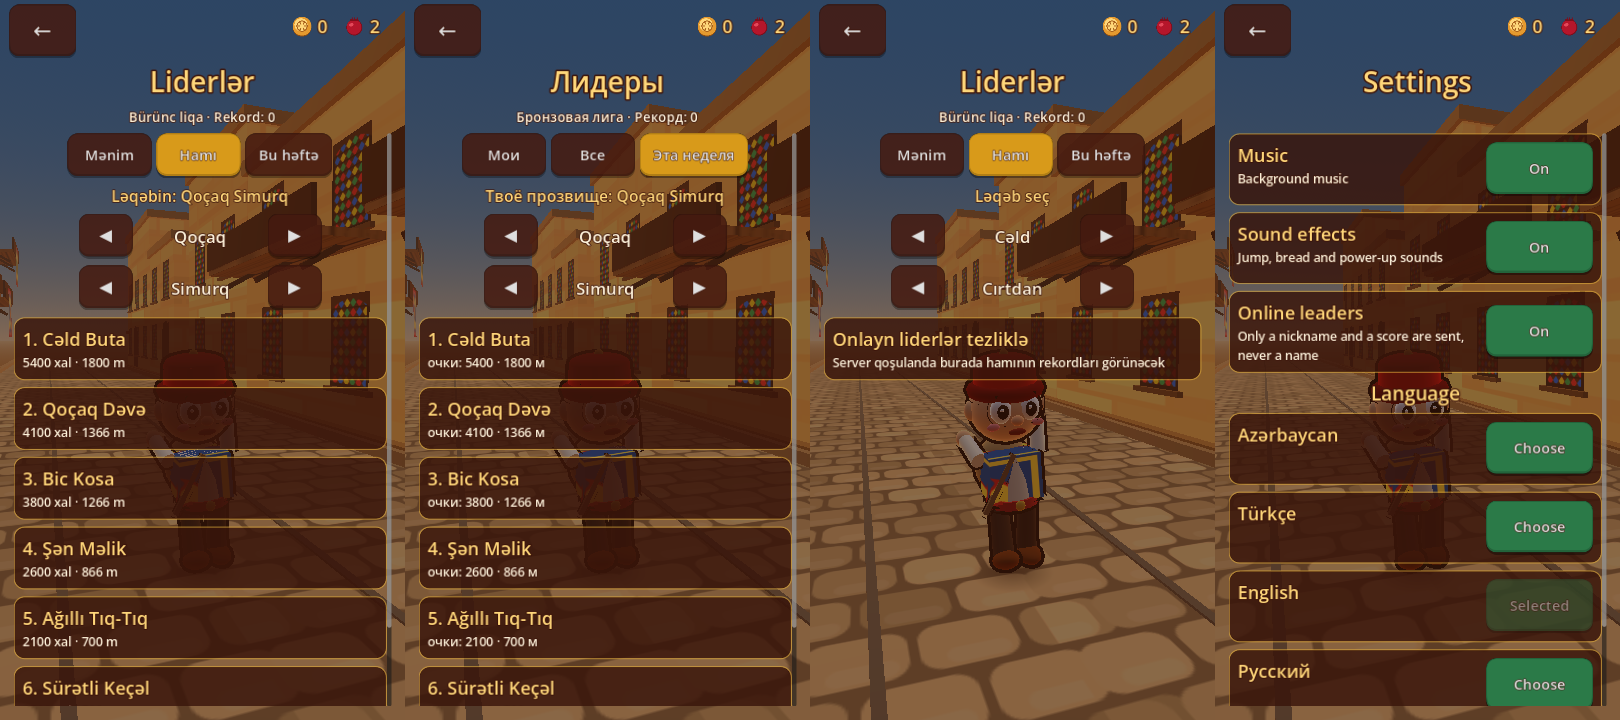 ←
0 2
Liderlər
Bürünc liqa · Rekord: 0
Mənim Hamı Bu həftə
Ləqəbin: Qoçaq Simurq
◀ Qoçaq ▶
◀ Simurq ▶
1. Cəld Buta
5400 xal · 1800 m
2. Qoçaq Dəvə
4100 xal · 1366 m
3. Bic Kosa
3800 xal · 1266 m
4. Şən Məlik
2600 xal · 866 m
5. Ağıllı Tıq-Tıq
2100 xal · 700 m
6. Sürətli Keçəl
←
0 2
Лидеры
Бронзовая лига · Рекорд: 0
Мои Все Эта неделя
Твоё прозвище: Qoçaq Simurq
◀ Qoçaq ▶
◀ Simurq ▶
1. Cəld Buta
очки: 5400 · 1800 м
2. Qoçaq Dəvə
очки: 4100 · 1366 м
3. Bic Kosa
очки: 3800 · 1266 м
4. Şən Məlik
очки: 2600 · 866 м
5. Ağıllı Tıq-Tıq
очки: 2100 · 700 м
6. Sürətli Keçəl
←
0 2
Liderlər
Bürünc liqa · Rekord: 0
Mənim Hamı Bu həftə
Ləqəb seç
◀ Cəld ▶
◀ Cırtdan ▶
Onlayn liderlər tezliklə
Server qoşulanda burada hamının rekordları görünəcək
←
0 2
Settings
Music
Background music
On
Sound effects
Jump, bread and power-up sounds
On
Online leaders
Only a nickname and a score are sent,
never a name
On
Language
Azərbaycan
Choose
Türkçe
Choose
English
Selected
Русский
Choose